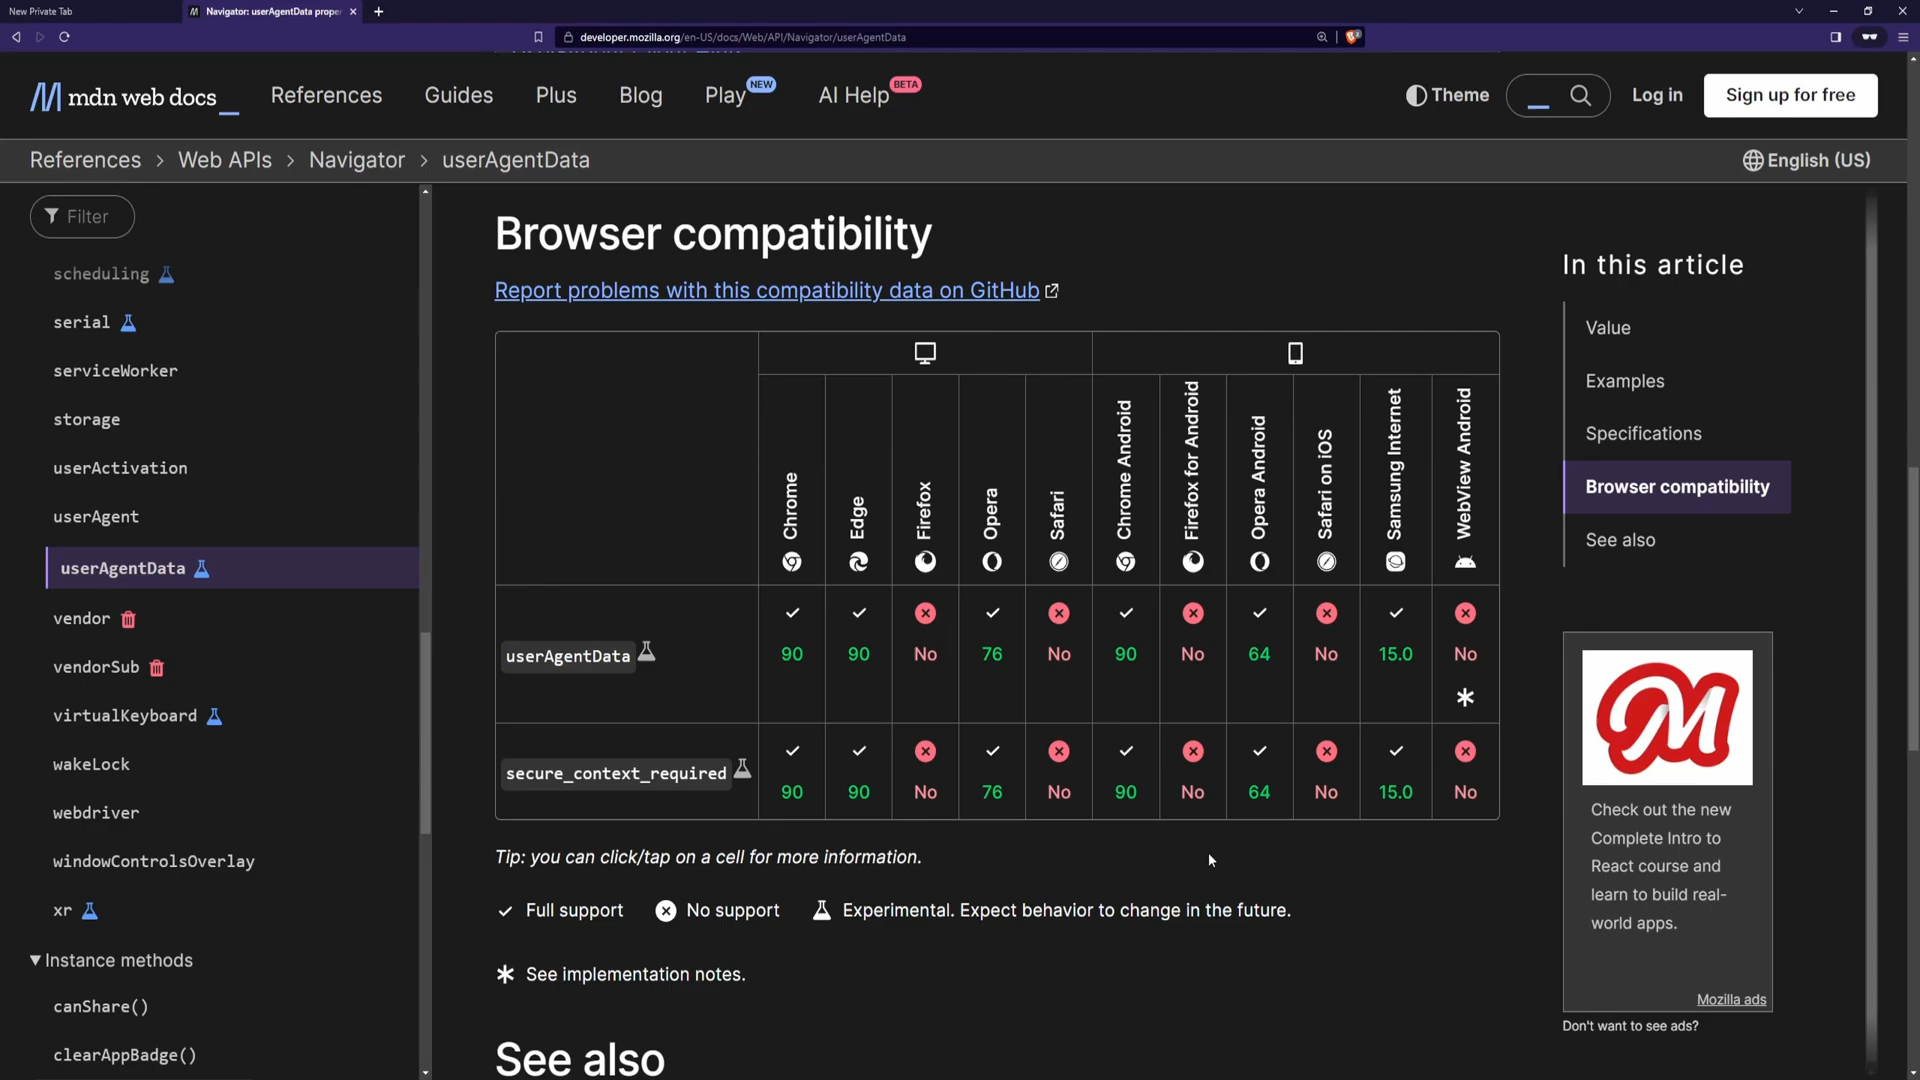 New Private Tab
Navigator: userAgentData prope
developer.mozilla.org/en-US/docs/Web/API/Navigator/userAgentData
mdn web docs
References
Guides
Plus
Blog
Play
NEW
AI Help
BETA
Theme
Log in
Sign up for free
References > Web APIs > Navigator > userAgentData
English (US)
Filter
scheduling
serial
serviceWorker
storage
userActivation
userAgent
userAgentData
vendor
vendorSub
virtualKeyboard
wakeLock
webdriver
windowControlsOverlay
xr
Instance methods
canShare()
clearAppBadge()
Browser compatibility
Report problems with this compatibility data on GitHub
Chrome
Edge
Firefox
Opera
Safari
Chrome Android
Firefox for Android
Opera Android
Safari on iOS
Samsung Internet
WebView Android
userAgentData
90 90 No 76 No 90 No 64 No 15.0 No
*
secure_context_required
90 90 No 76 No 90 No 64 No 15.0 No
Tip: you can click/tap on a cell for more information.
Full support
No support
Experimental. Expect behavior to change in the future.
* See implementation notes.
See also
In this article
Value
Examples
Specifications
Browser compatibility
See also
M
Check out the new
Complete Intro to
React course and
learn to build real-
world apps.
Mozilla ads
Don't want to see ads?